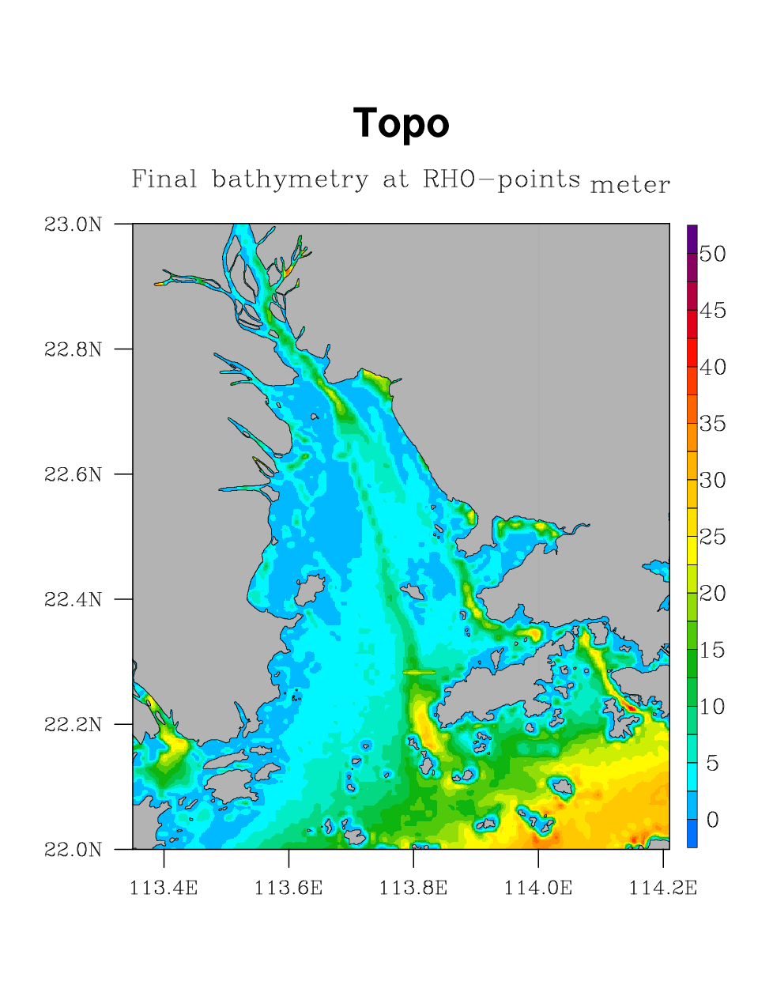 Topo
Final bathymetry at RHO-points meter
23.0N
22.8N
22.6N
22.4N
22.2N
22.0N
113.4E 113.6E 113.8E 114.0E 114.2E
50
45
40
35
30
25
20
15
10
5
0